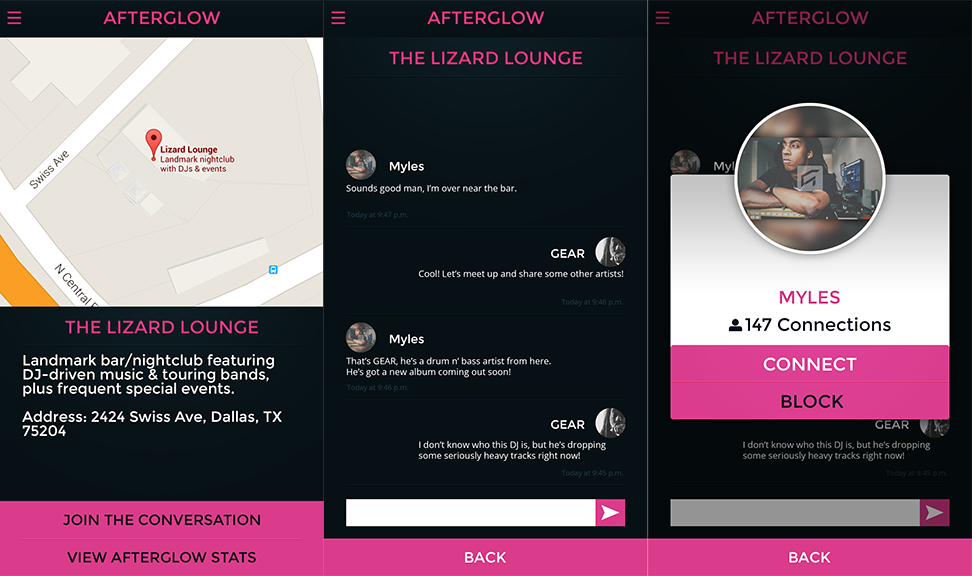 AFTERGLOW
Swiss Ave
Lizard Lounge
Landmark nightclub
with DJs & events
N Central
THE LIZARD LOUNGE
Landmark bar/nightclub featuring
DJ-driven music & touring bands,
plus frequent special events.
Address: 2424 Swiss Ave, Dallas, TX
75204
JOIN THE CONVERSATION
VIEW AFTERGLOW STATS
AFTERGLOW
THE LIZARD LOUNGE
Myles
Sounds good man, I'm over near the bar.
Today at 9:47 p.m.
GEAR
Cool! Let's meet up and share some other artists!
Today at 9:46 p.m.
Myles
That's GEAR, he's a drum n' bass artist from here.
He's got a new album coming out soon!
Today at 9:46 p.m.
GEAR
I don't know who this DJ is, but he's dropping
some seriously heavy tracks right now!
Today at 9:45 p.m.
BACK
AFTERGLOW
THE LIZARD LOUNGE
MYLES
147 Connections
CONNECT
BLOCK
GEAR
I don't know who this DJ is, but he's dropping
some seriously heavy tracks right now!
Today at 9:45 p.m.
BACK